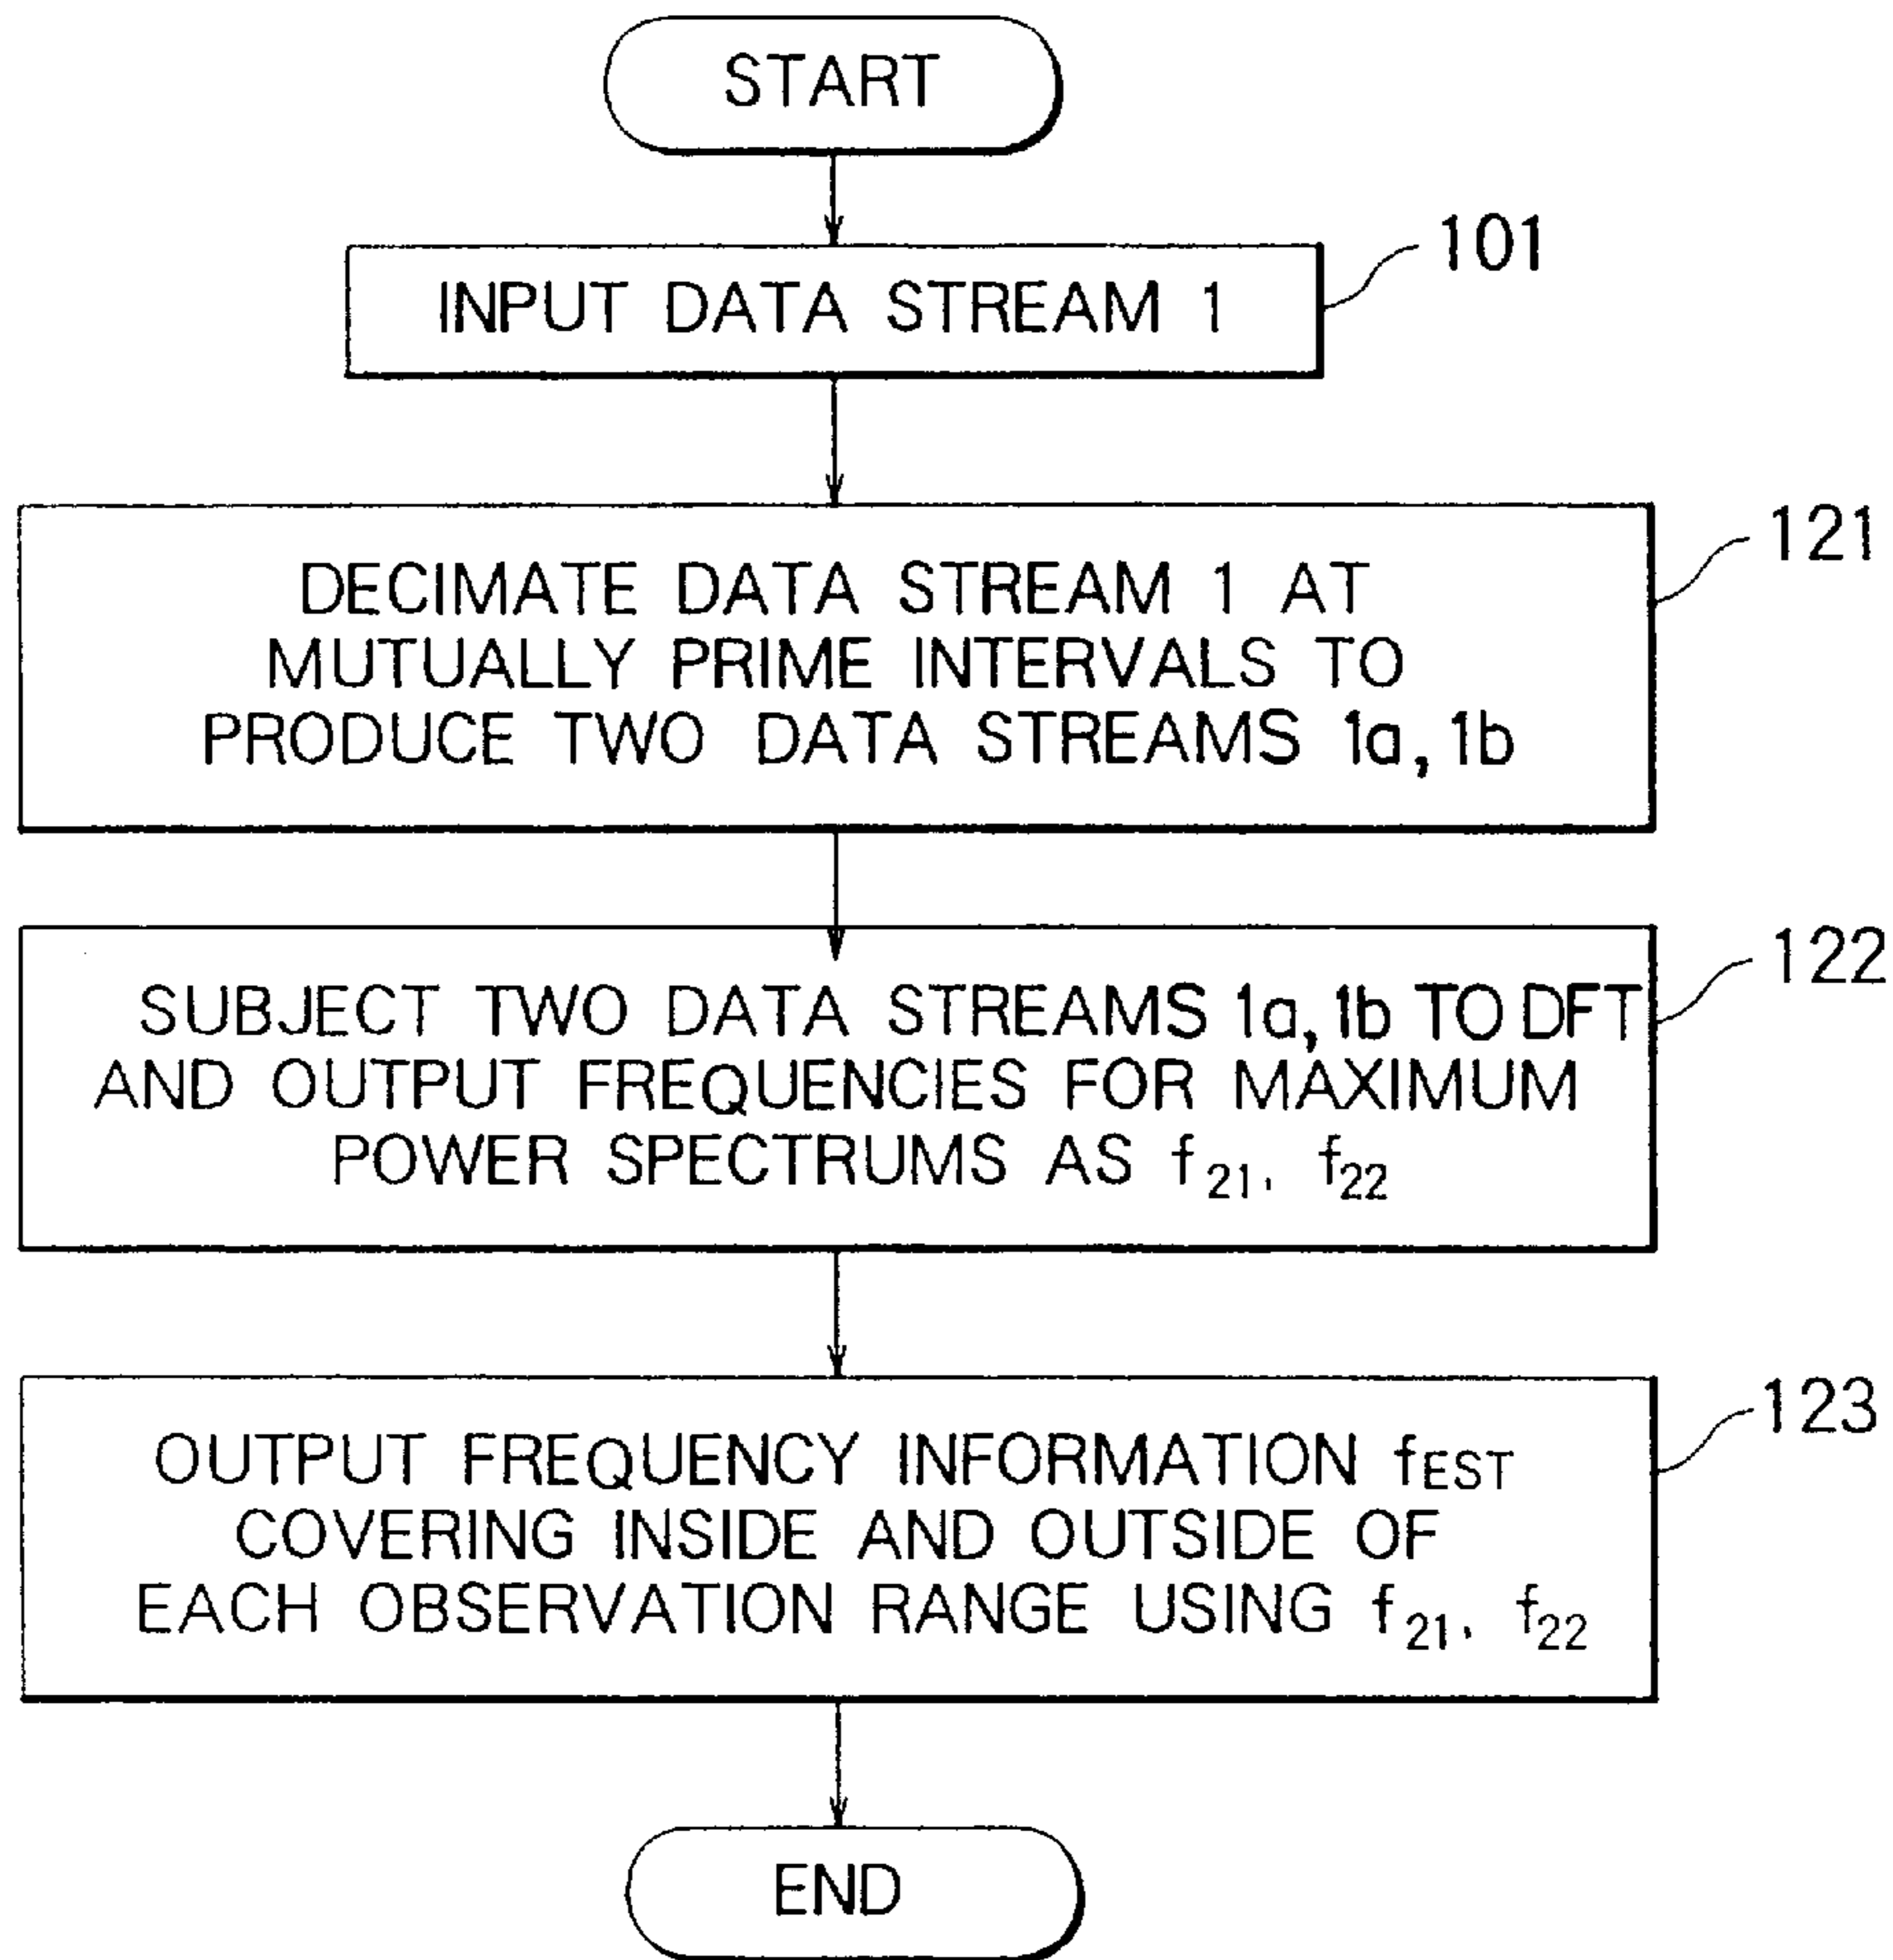 START
INPUT DATA STREAM 1
101
DECIMATE DATA STREAM 1 AT
MUTUALLY PRIME INTERVALS TO
PRODUCE TWO DATA STREAMS 1a, 1b
121
SUBJECT TWO DATA STREAMS 1a, 1b TO DFT
AND OUTPUT FREQUENCIES FOR MAXIMUM
POWER SPECTRUMS AS f21, f22
122
OUTPUT FREQUENCY INFORMATION fEST
COVERING INSIDE AND OUTSIDE OF
EACH OBSERVATION RANGE USING f21, f22
123
END